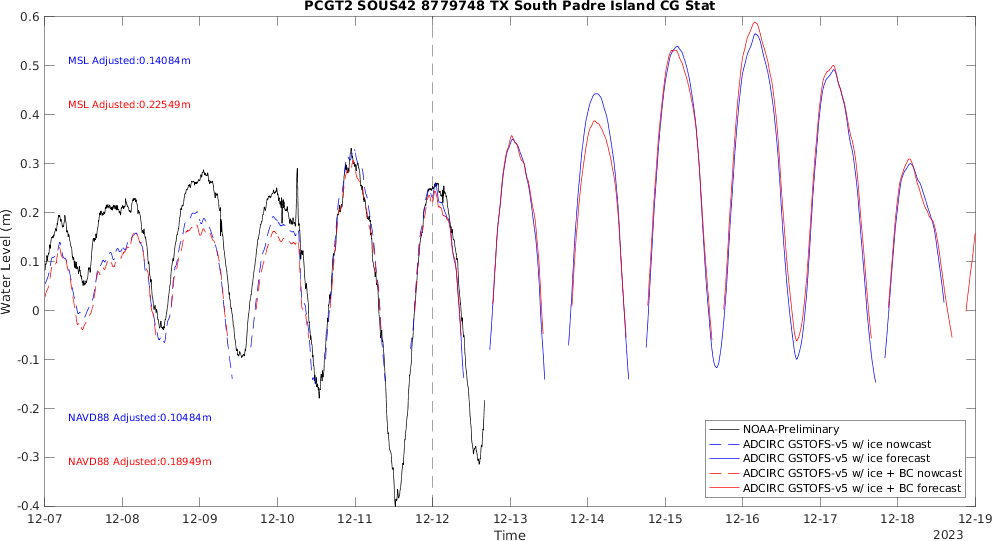 PCGT2 SOUS42 8779748 TX South Padre Island CG Stat
0.6
0.5
0.4
0.3
0.2
0.1
0
-0.1
-0.2
-0.3
-0.4
Water Level (m)
MSL Adjusted:0.14084m
MSL Adjusted:0.22549m
NAVD88 Adjusted:0.10484m
NAVD88 Adjusted:0.18949m
NOAA-Preliminary
ADCIRC GSTOFS-v5 w/ ice nowcast
ADCIRC GSTOFS-v5 w/ ice forecast
ADCIRC GSTOFS-v5 w/ ice + BC nowcast
ADCIRC GSTOFS-v5 w/ ice + BC forecast
12-07 12-08 12-09 12-10 12-11 12-12 12-13 12-14 12-15 12-16 12-17 12-18 12-19
Time
2023